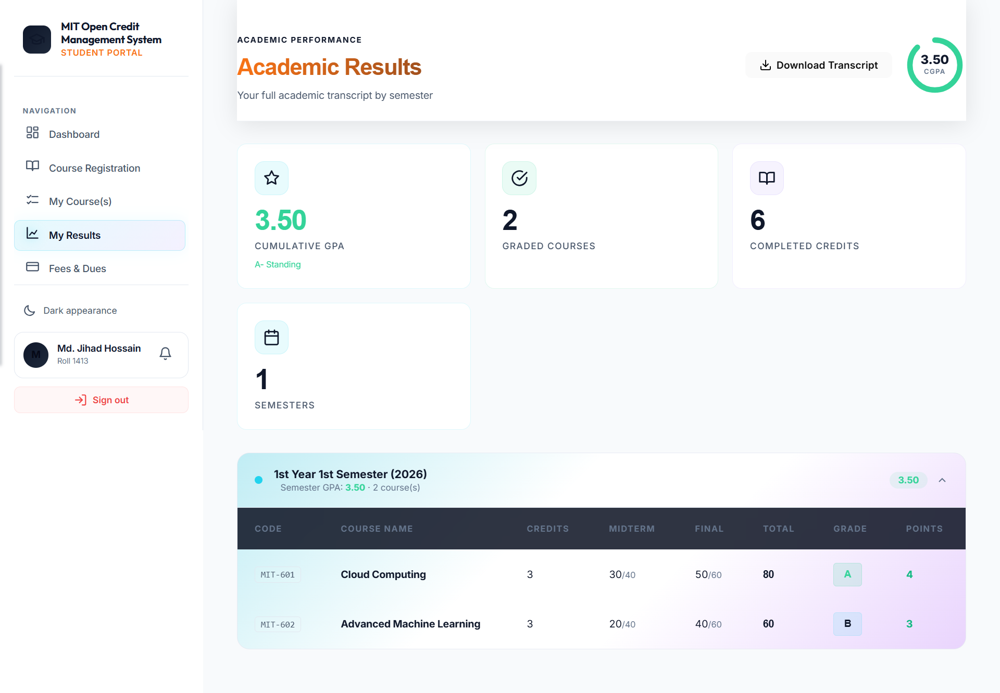 MIT Open Credit
Management System
STUDENT PORTAL
NAVIGATION
Dashboard
Course Registration
My Course(s)
My Results
Fees & Dues
Dark appearance
M
Md. Jihad Hossain
Roll 1413
Sign out
ACADEMIC PERFORMANCE
Academic Results
Your full academic transcript by semester
Download Transcript
3.50
CGPA
3.50
CUMULATIVE GPA
A- Standing
2
GRADED COURSES
6
COMPLETED CREDITS
1
SEMESTERS
1st Year 1st Semester (2026)
Semester GPA: 3.50 · 2 course(s)
3.50
CODE COURSE NAME CREDITS MIDTERM FINAL TOTAL GRADE POINTS
MIT-601 Cloud Computing 3 30/40 50/60 80 A 4
MIT-602 Advanced Machine Learning 3 20/40 40/60 60 B 3